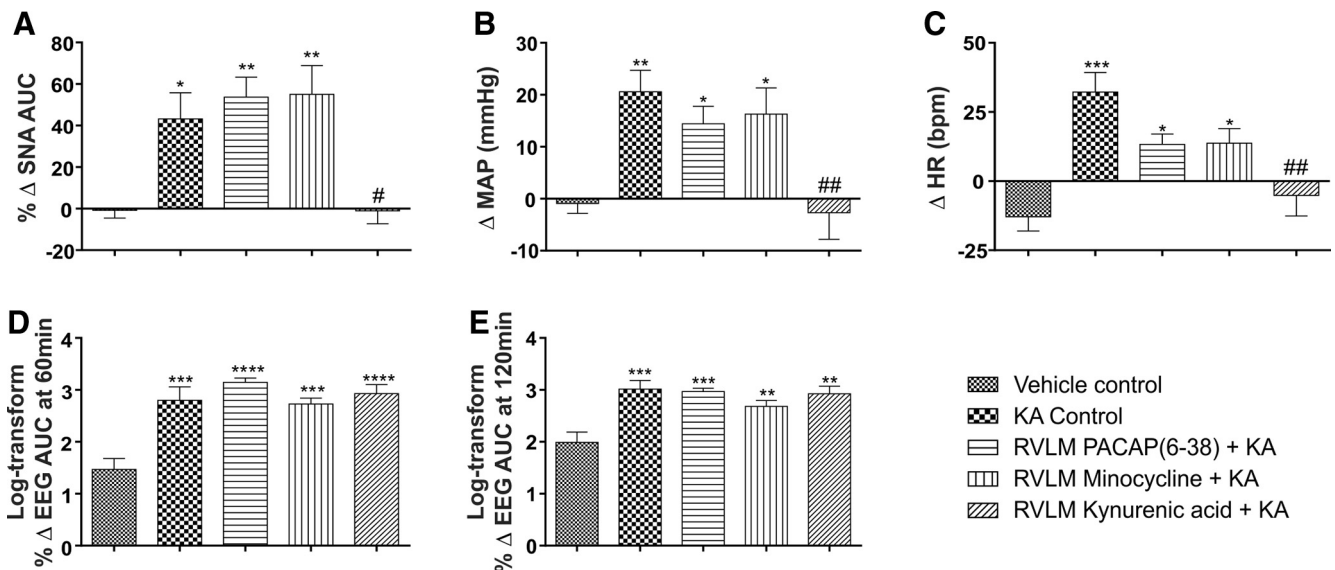 A
% Δ SNA AUC
80
60
40
20
0
-20
*
**
**
#
B
Δ MAP (mmHg)
30
20
10
0
-10
**
*
*
##
C
Δ HR (bpm)
50
25
0
-25
***
*
*
##
D
Log-transform
% Δ EEG AUC at 60min
4
3
2
1
0
***
****
***
****
E
Log-transform
% Δ EEG AUC at 120min
4
3
2
1
0
***
***
**
**
Vehicle control
KA Control
RVLM PACAP(6-38) + KA
RVLM Minocycline + KA
RVLM Kynurenic acid + KA